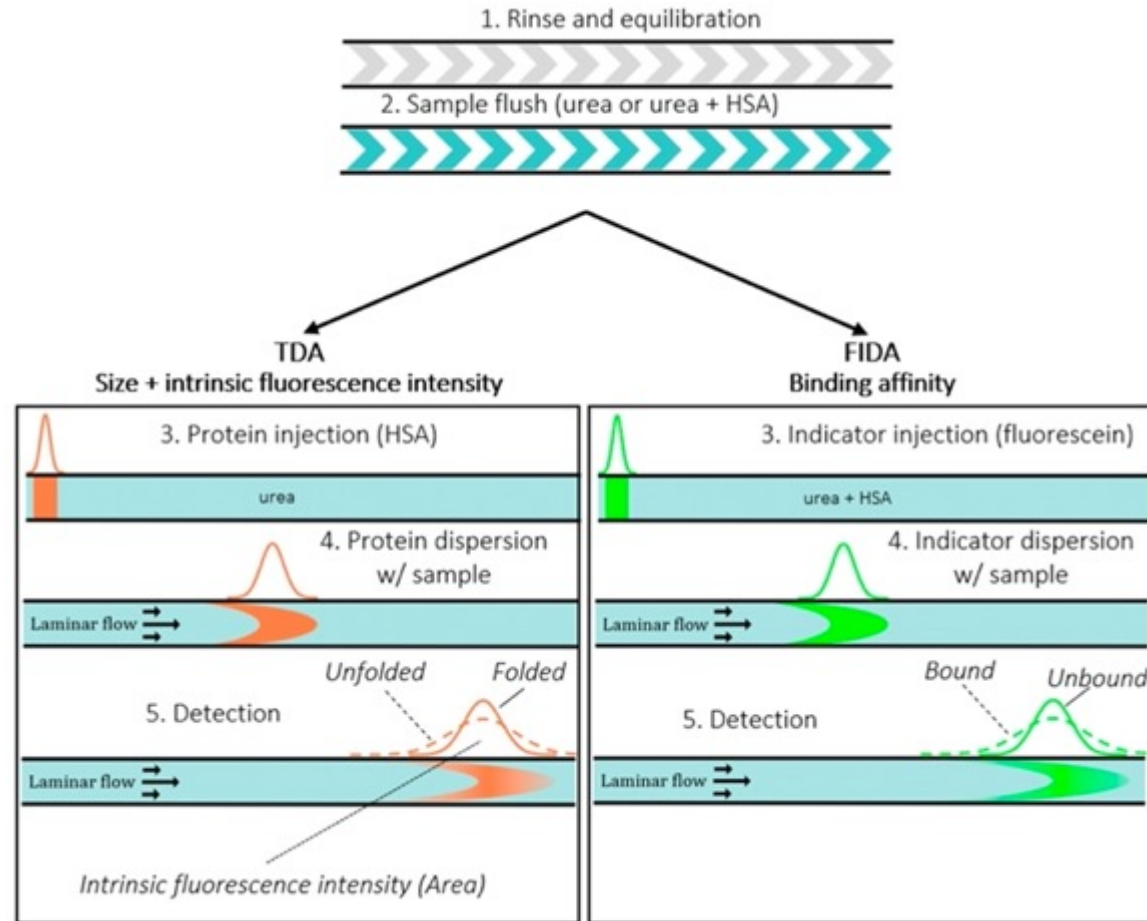 1. Rinse and equilibration
2. Sample flush (urea or urea + HSA)
TDA
Size + intrinsic fluorescence intensity
3. Protein injection (HSA)
urea
4. Protein dispersion
w/ sample
Laminar flow
Unfolded
Folded
5. Detection
Laminar flow
Intrinsic fluorescence intensity (Area)
FIDA
Binding affinity
3. Indicator injection (fluorescein)
urea + HSA
4. Indicator dispersion
w/ sample
Laminar flow
Bound
Unbound
5. Detection
Laminar flow